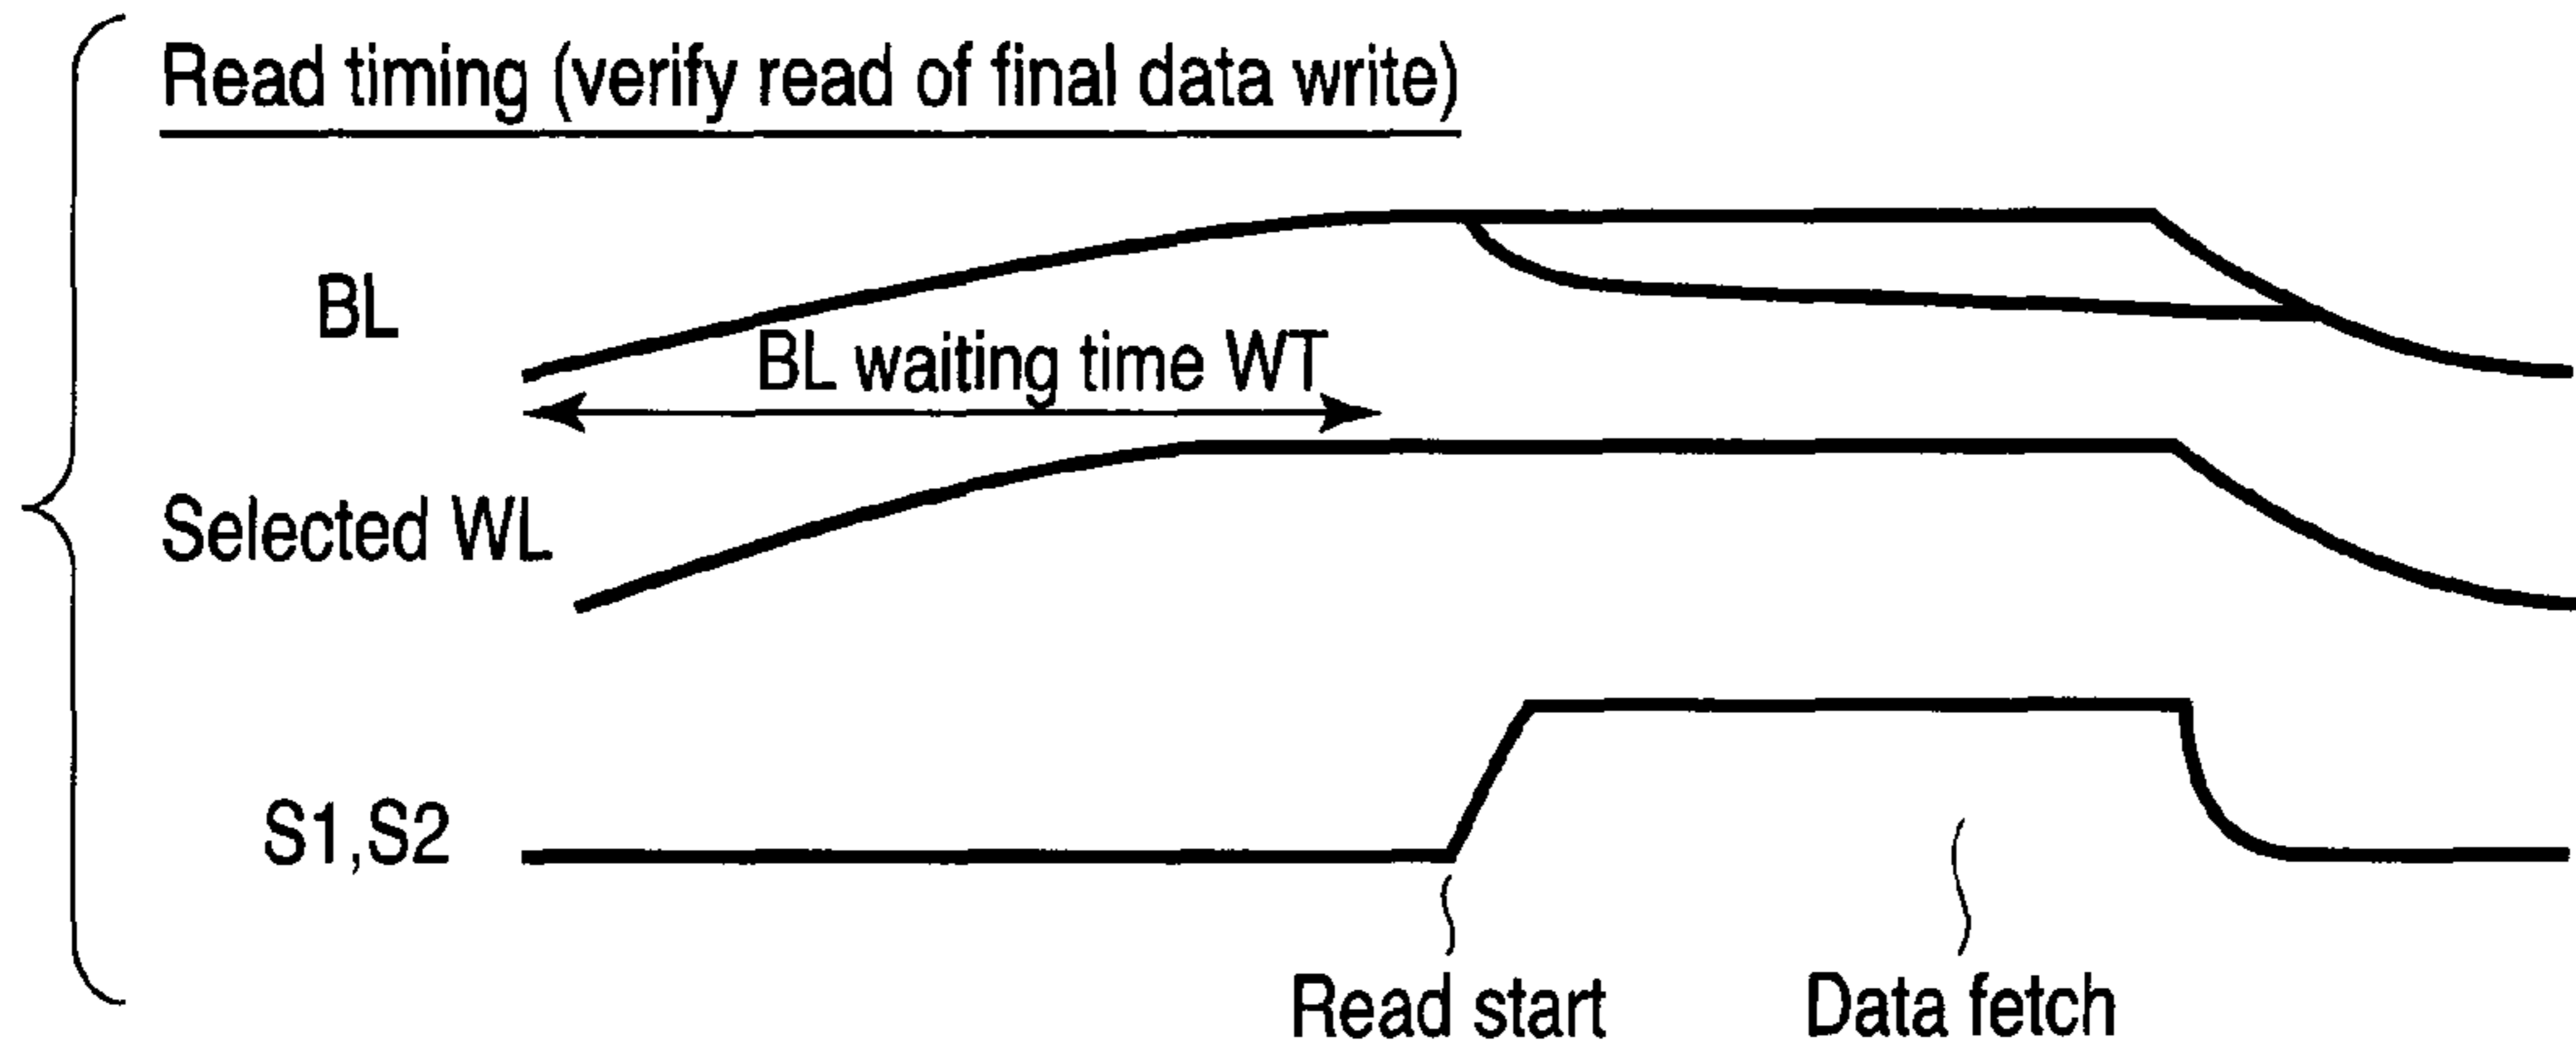 Read timing (verify read of final data write)
BL
BL waiting time WT
Selected WL
S1,S2
Read start
Data fetch